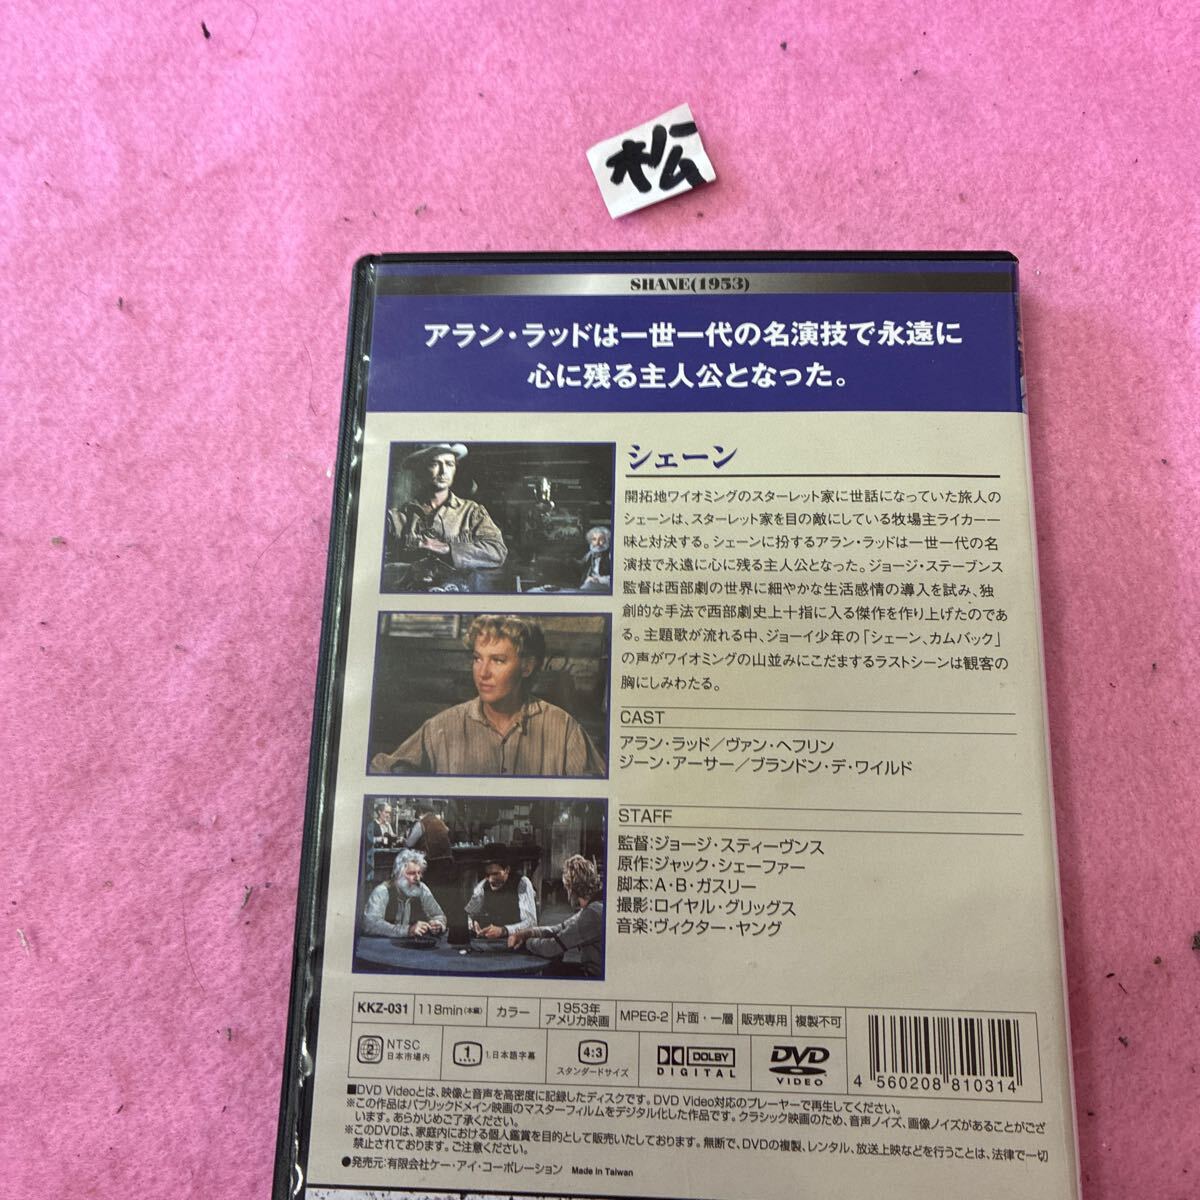 松
SHANE(1953)
アラン・ラッドは一世一代の名演技で永遠に
心に残る主人公となった。
シェーン
開拓地ワイオミングのスターレット家に世話になっていた旅人の
シェーンは、スターレット家を目の敵にしている牧場主ライカー一
味と対決する。シェーンに扮するアラン・ラッドは一世一代の名
演技で永遠に心に残る主人公となった。ジョージ・ステーブンス
監督は西部劇の世界に細やかな生活感情の導入を試み、独
創的な手法で西部劇史上十指に入る傑作を作り上げたのであ
る。主題歌が流れる中、ジョーイ少年の「シェーン、カムバック」
の声がワイオミングの山並みにこだまするラストシーンは観客の
胸にしみわたる。
CAST
アラン・ラッド／ヴァン・ヘフリン
ジーン・アーサー／ブランドン・デ・ワイルド
STAFF
監督:ジョージ・スティーヴンス
原作:ジャック・シェーファー
脚本:A・B・ガスリー
撮影:ロイヤル・グリッグス
音楽:ヴィクター・ヤング
KKZ-031 118min(本編) カラー 1953年 アメリカ映画 MPEG-2 片面・一層 販売専用 複製不可
2 NTSC 日本市場内
1 1.日本語字幕
4:3 スタンダードサイズ
DOLBY DIGITAL
DVD VIDEO
4 560208 810314
■DVD Videoとは、映像と音声を高密度に記録したディスクです。DVD Video対応のプレーヤーで再生してください。
※この作品はパブリックドメイン映画のマスターフィルムをデジタル化した作品です。クラシック映画のため、音声ノイズ、画像ノイズがあることがござ
います。あらかじめご了承ください。
※このDVDは、家庭内における個人鑑賞を目的として販売いたしております。無断で、DVDの複製、レンタル、放送上映などを行うことは、法律で一切
禁止されております。ご注意ください。
●発売元:有限会社ケー・アイ・コーポレーション Made in Taiwan